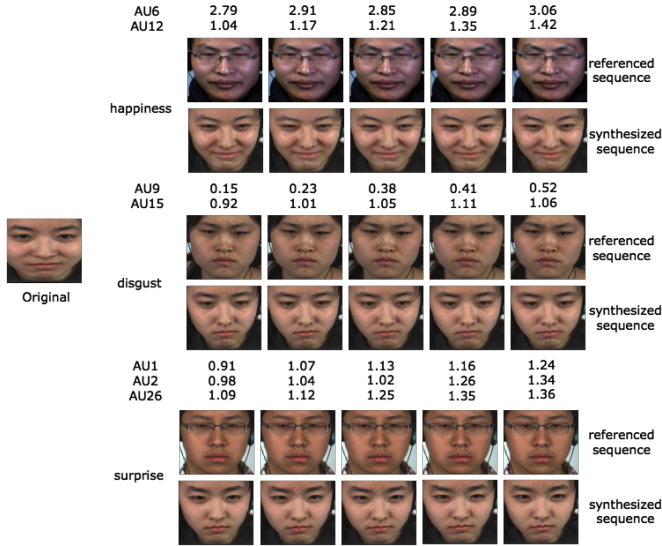 AU6 2.79 2.91 2.85 2.89 3.06
AU12 1.04 1.17 1.21 1.35 1.42
referenced
sequence
happiness
synthesized
sequence
AU9 0.15 0.23 0.38 0.41 0.52
AU15 0.92 1.01 1.05 1.11 1.06
referenced
sequence
Original
disgust
synthesized
sequence
AU1 0.91 1.07 1.13 1.16 1.24
AU2 0.98 1.04 1.02 1.26 1.34
AU26 1.09 1.12 1.25 1.35 1.36
referenced
sequence
surprise
synthesized
sequence